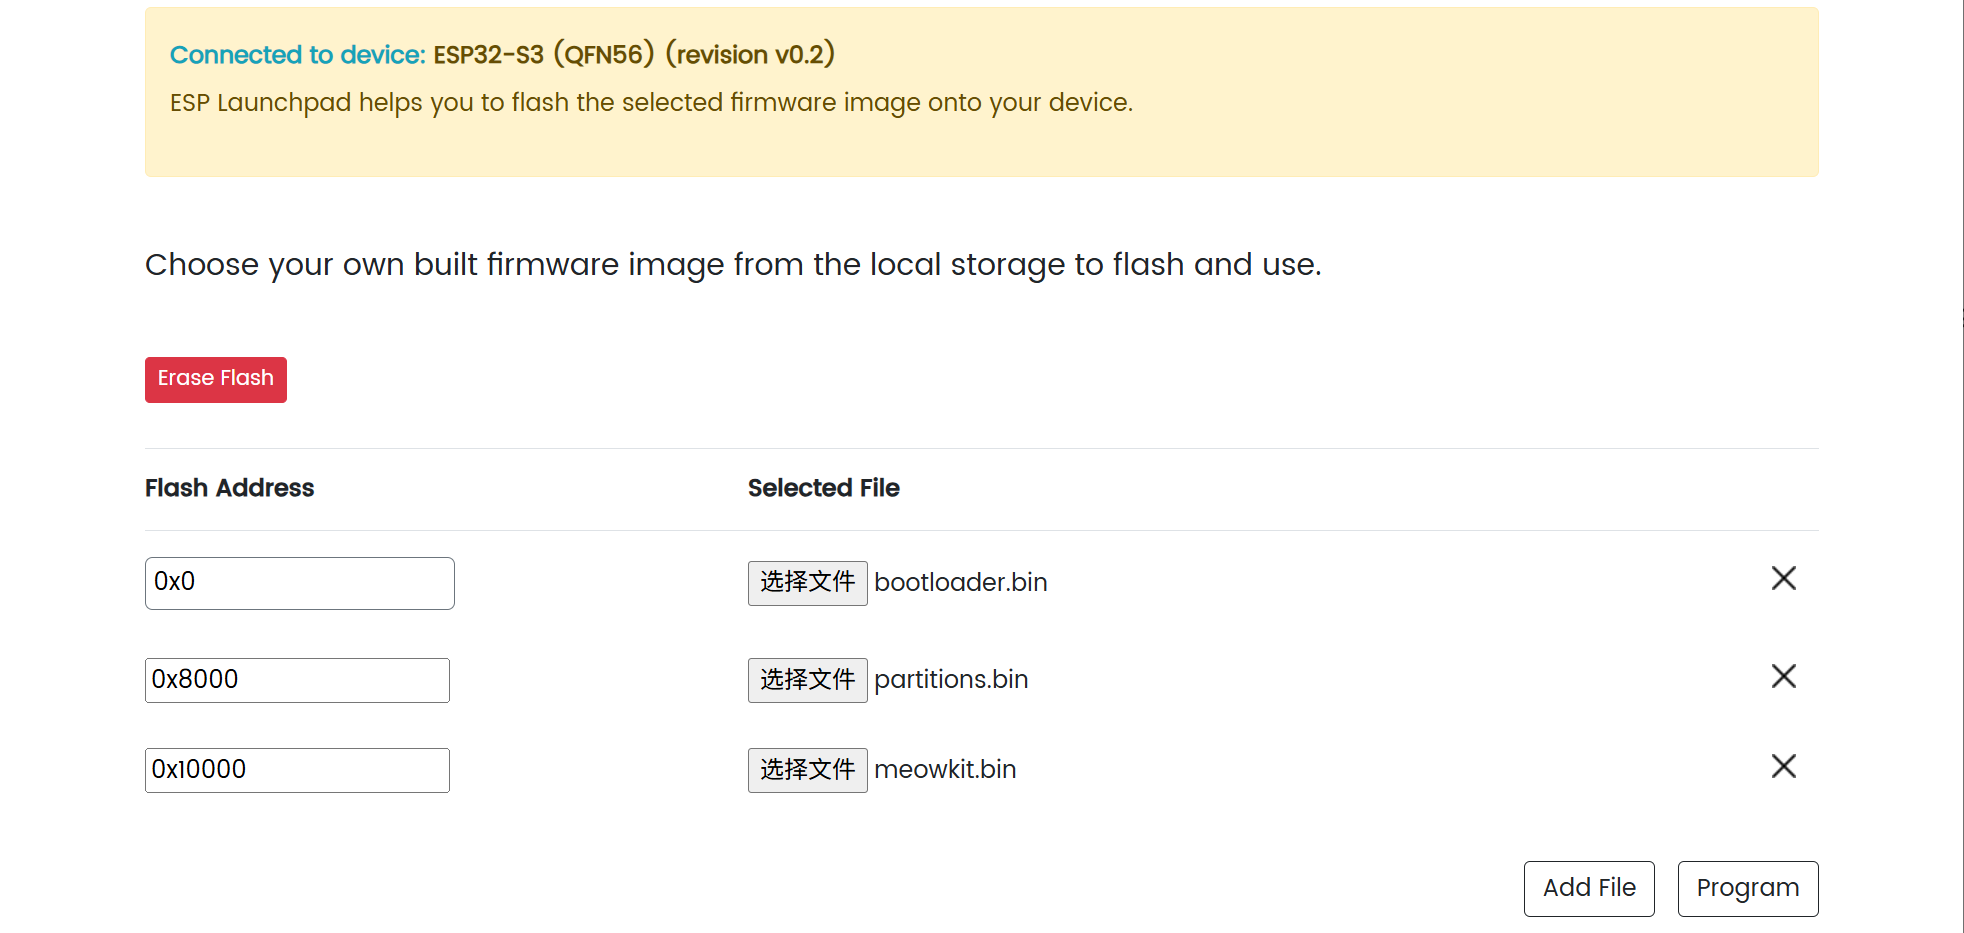 Connected to device: ESP32-S3 (QFN56) (revision v0.2)
ESP Launchpad helps you to flash the selected firmware image onto your device.
Choose your own built firmware image from the local storage to flash and use.
Erase Flash
Flash Address Selected File
0x0 选择文件 bootloader.bin
0x8000 选择文件 partitions.bin
0x10000 选择文件 meowkit.bin
Add File Program